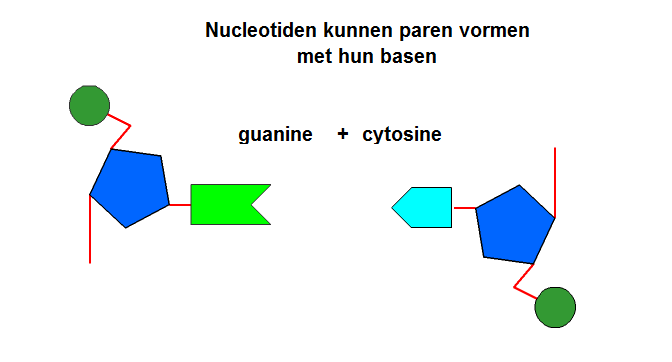 Nucleotiden kunnen paren vormen
met hun basen
guanine + cytosine